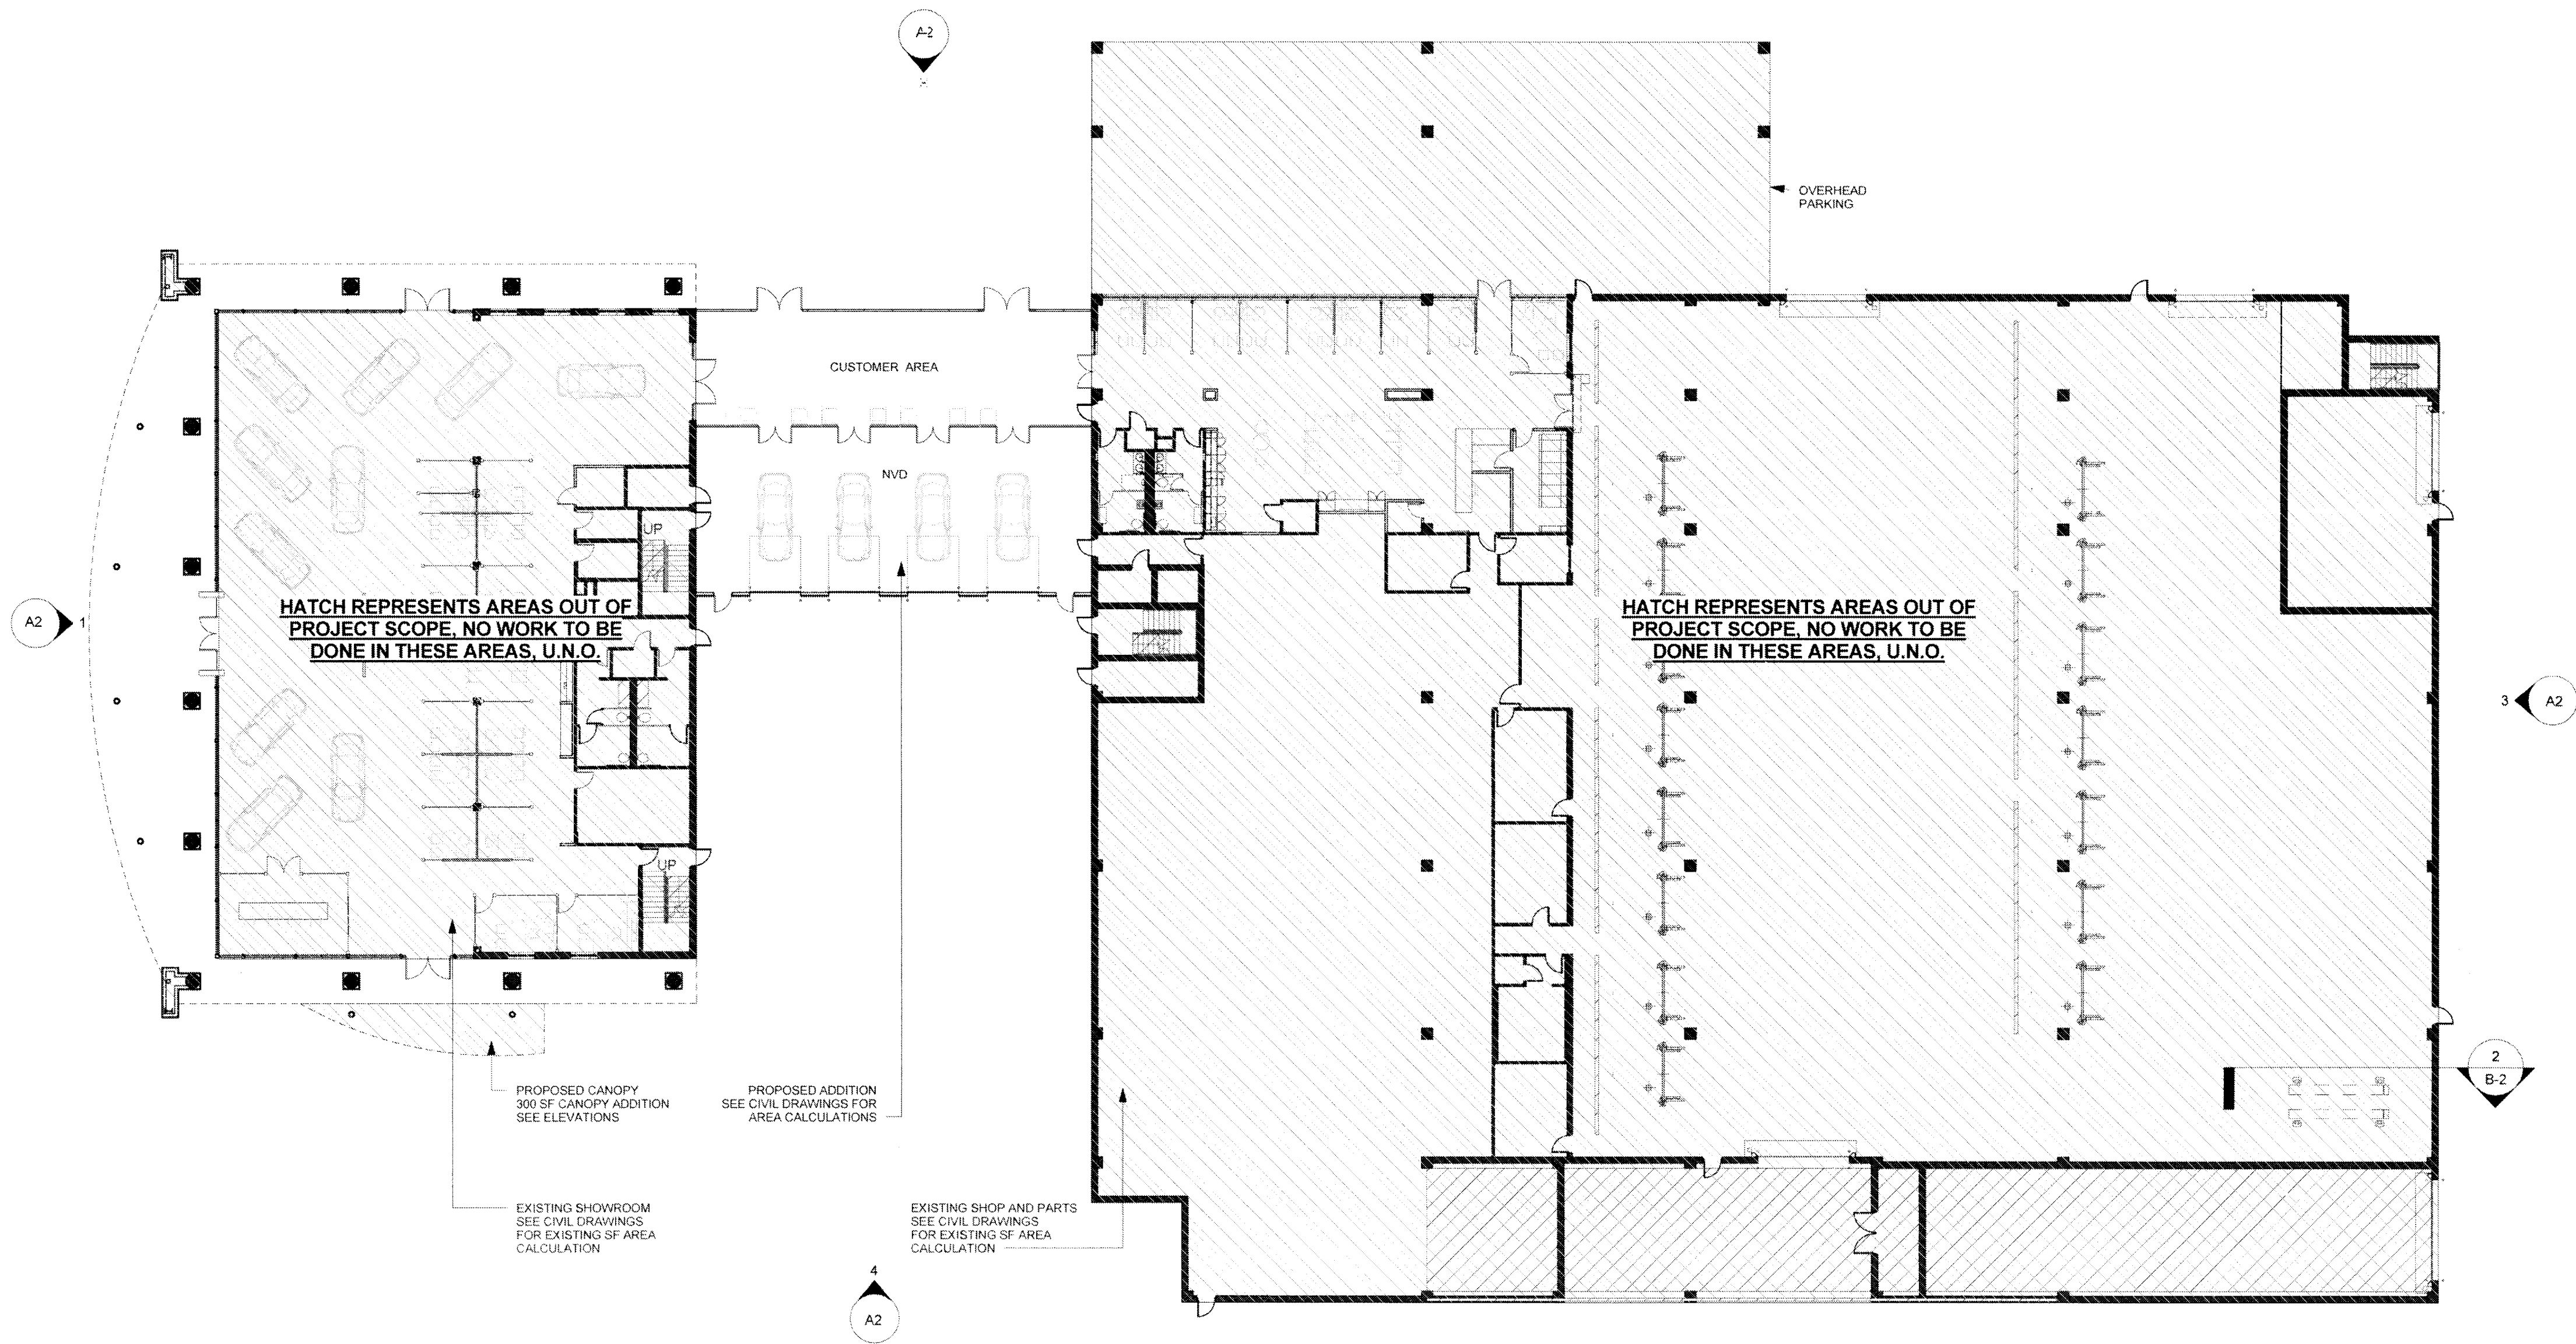 A-2
OVERHEAD
PARKING
CUSTOMER AREA
NVD
UP
HATCH REPRESENTS AREAS OUT OF
PROJECT SCOPE, NO WORK TO BE
DONE IN THESE AREAS, U.N.O.
HATCH REPRESENTS AREAS OUT OF
PROJECT SCOPE, NO WORK TO BE
DONE IN THESE AREAS, U.N.O.
A2
1
3
A2
UP
2
B-2
PROPOSED CANOPY
300 SF CANOPY ADDITION
SEE ELEVATIONS
PROPOSED ADDITION
SEE CIVIL DRAWINGS FOR
AREA CALCULATIONS
EXISTING SHOWROOM
SEE CIVIL DRAWINGS
FOR EXISTING SF AREA
CALCULATION
EXISTING SHOP AND PARTS
SEE CIVIL DRAWINGS
FOR EXISTING SF AREA
CALCULATION
4
A2